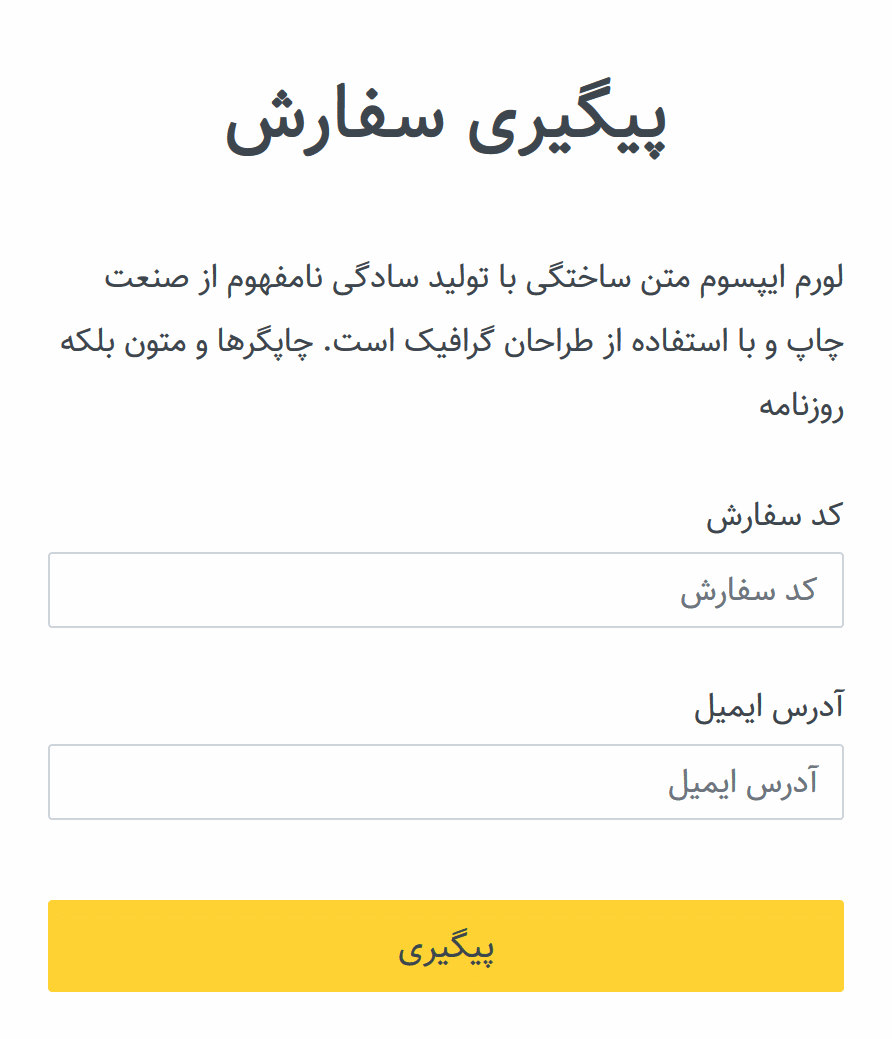 پیگیری سفارش
لورم ایپسوم متن ساختگی با تولید سادگی نامفهوم از صنعت
چاپ و با استفاده از طراحان گرافیک است. چاپگرها و متون بلکه
روزنامه
کد سفارش
کد سفارش
آدرس ایمیل
آدرس ایمیل
پیگیری